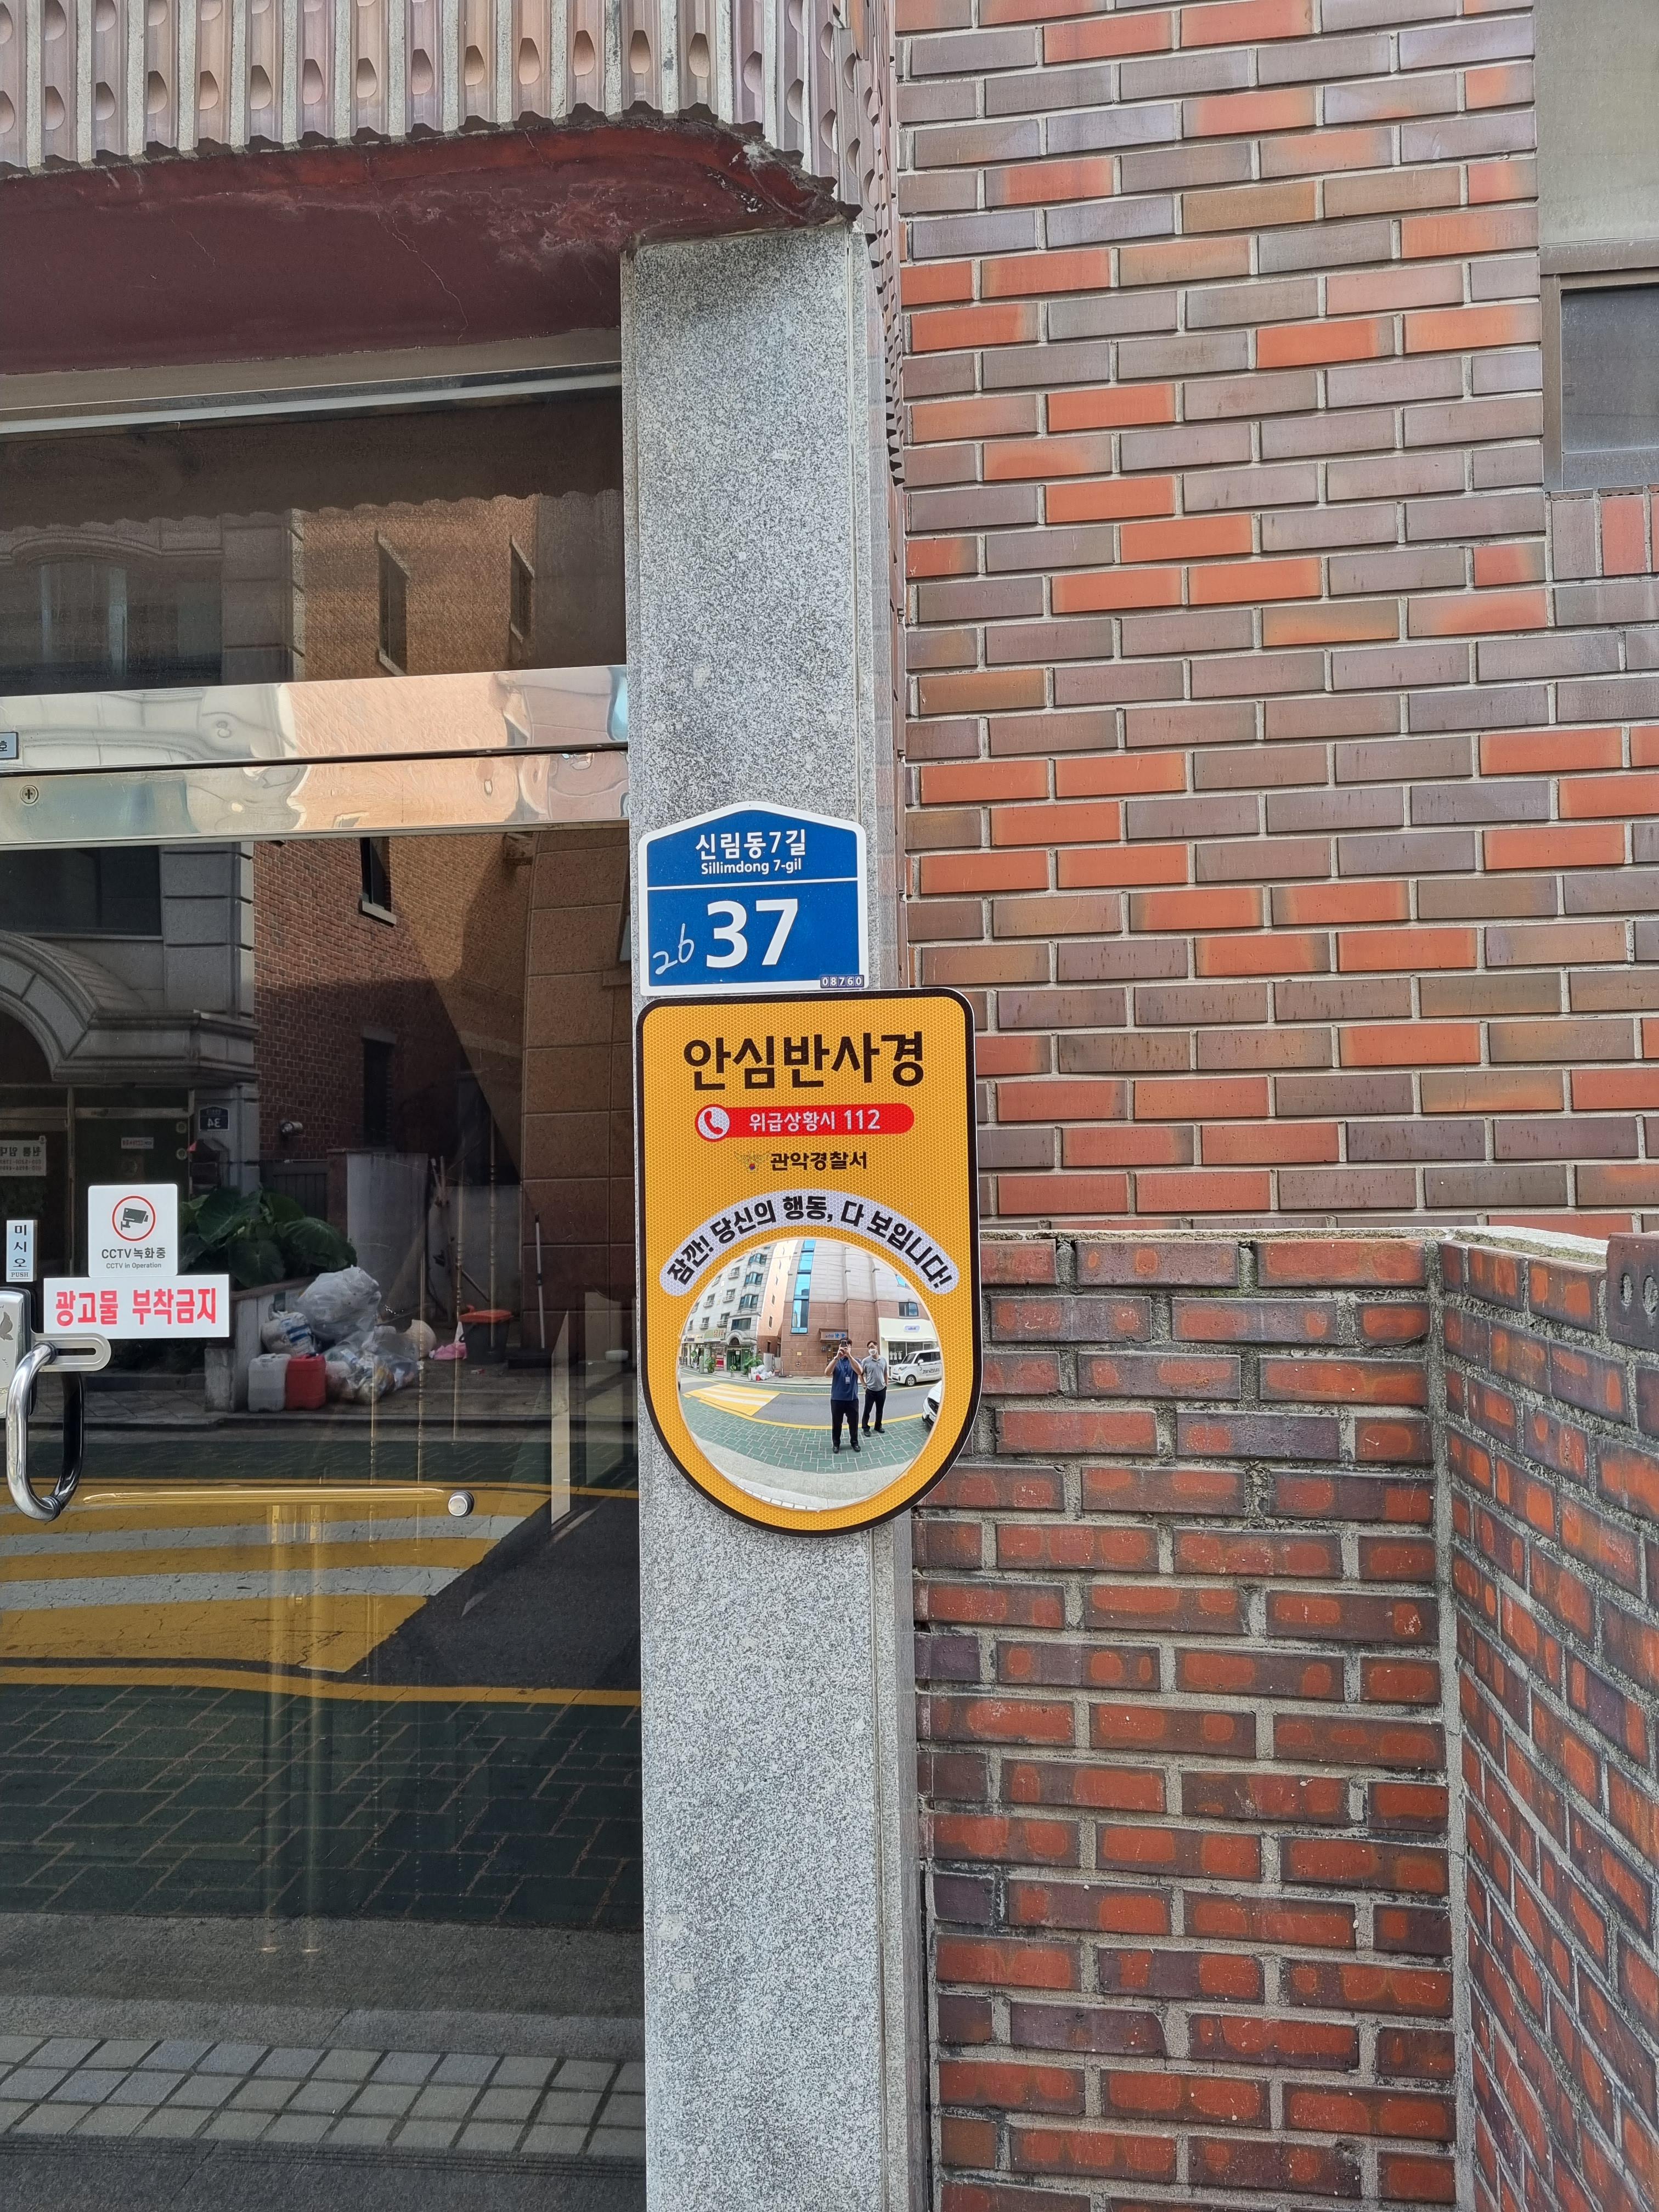 신림동7길
Sillimdong 7-gil
26
37
08760
안심반사경
위급상황시 112
관악경찰서
잠깐! 당신의 행동, 다 보입니다!
CCTV 녹화중
CCTV in Operation
미시오
PUSH
광고물 부착금지
34